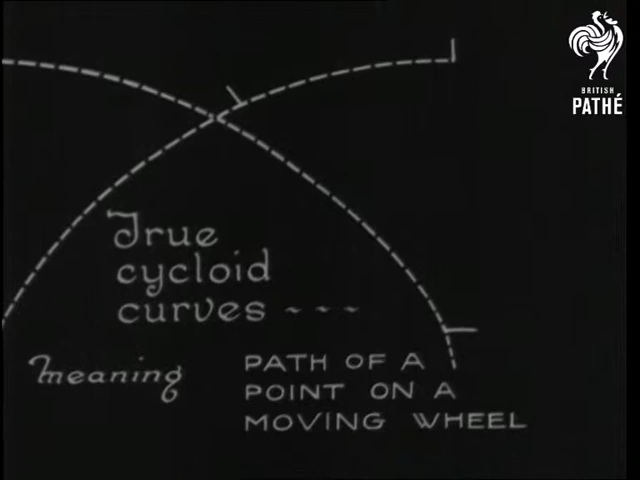 BRITISH
PATHÉ
True
cycloid
curves ~ ~ ~
meaning
PATH OF A
POINT ON A
MOVING WHEEL